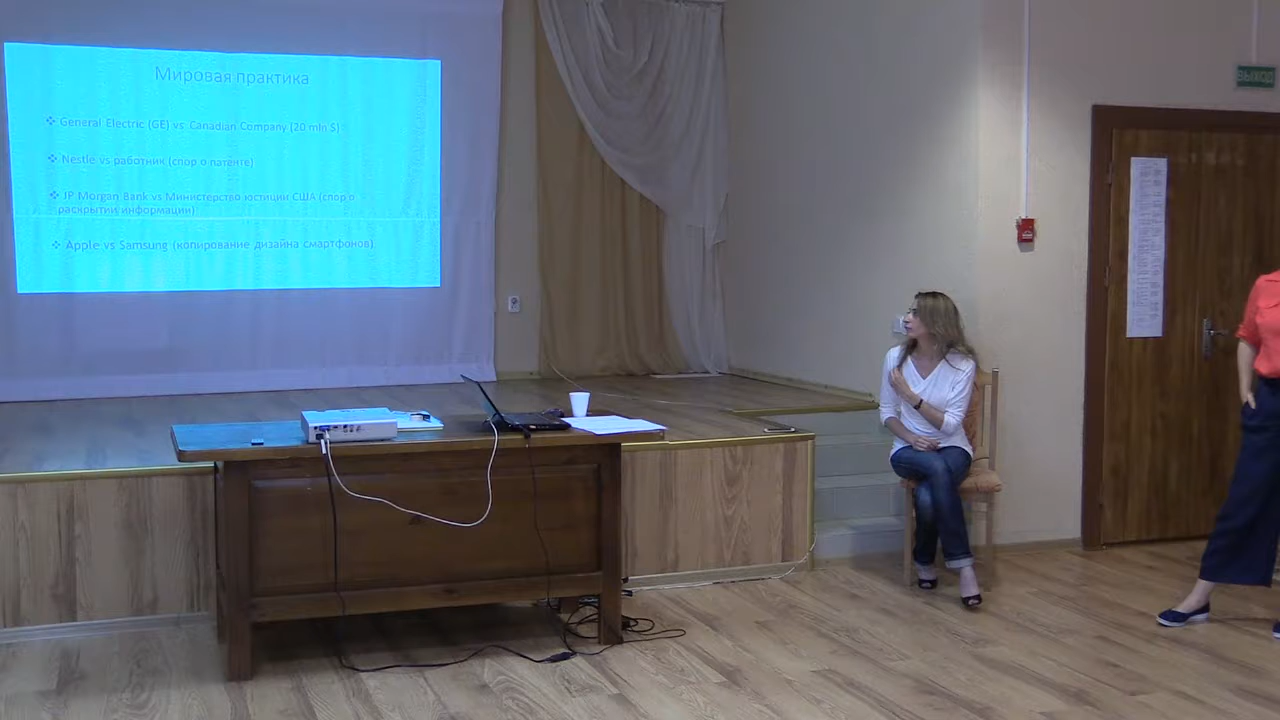 Мировая практика
❖ General Electric (GE) vs Canadian Company (20 mln $)
❖ Nestle vs работник (спор о патенте)
❖ JP Morgan Bank vs Министерство юстиции США (спор о
раскрытии информации)
❖ Apple vs Samsung (копирование дизайна смартфонов)
ВЫХОД